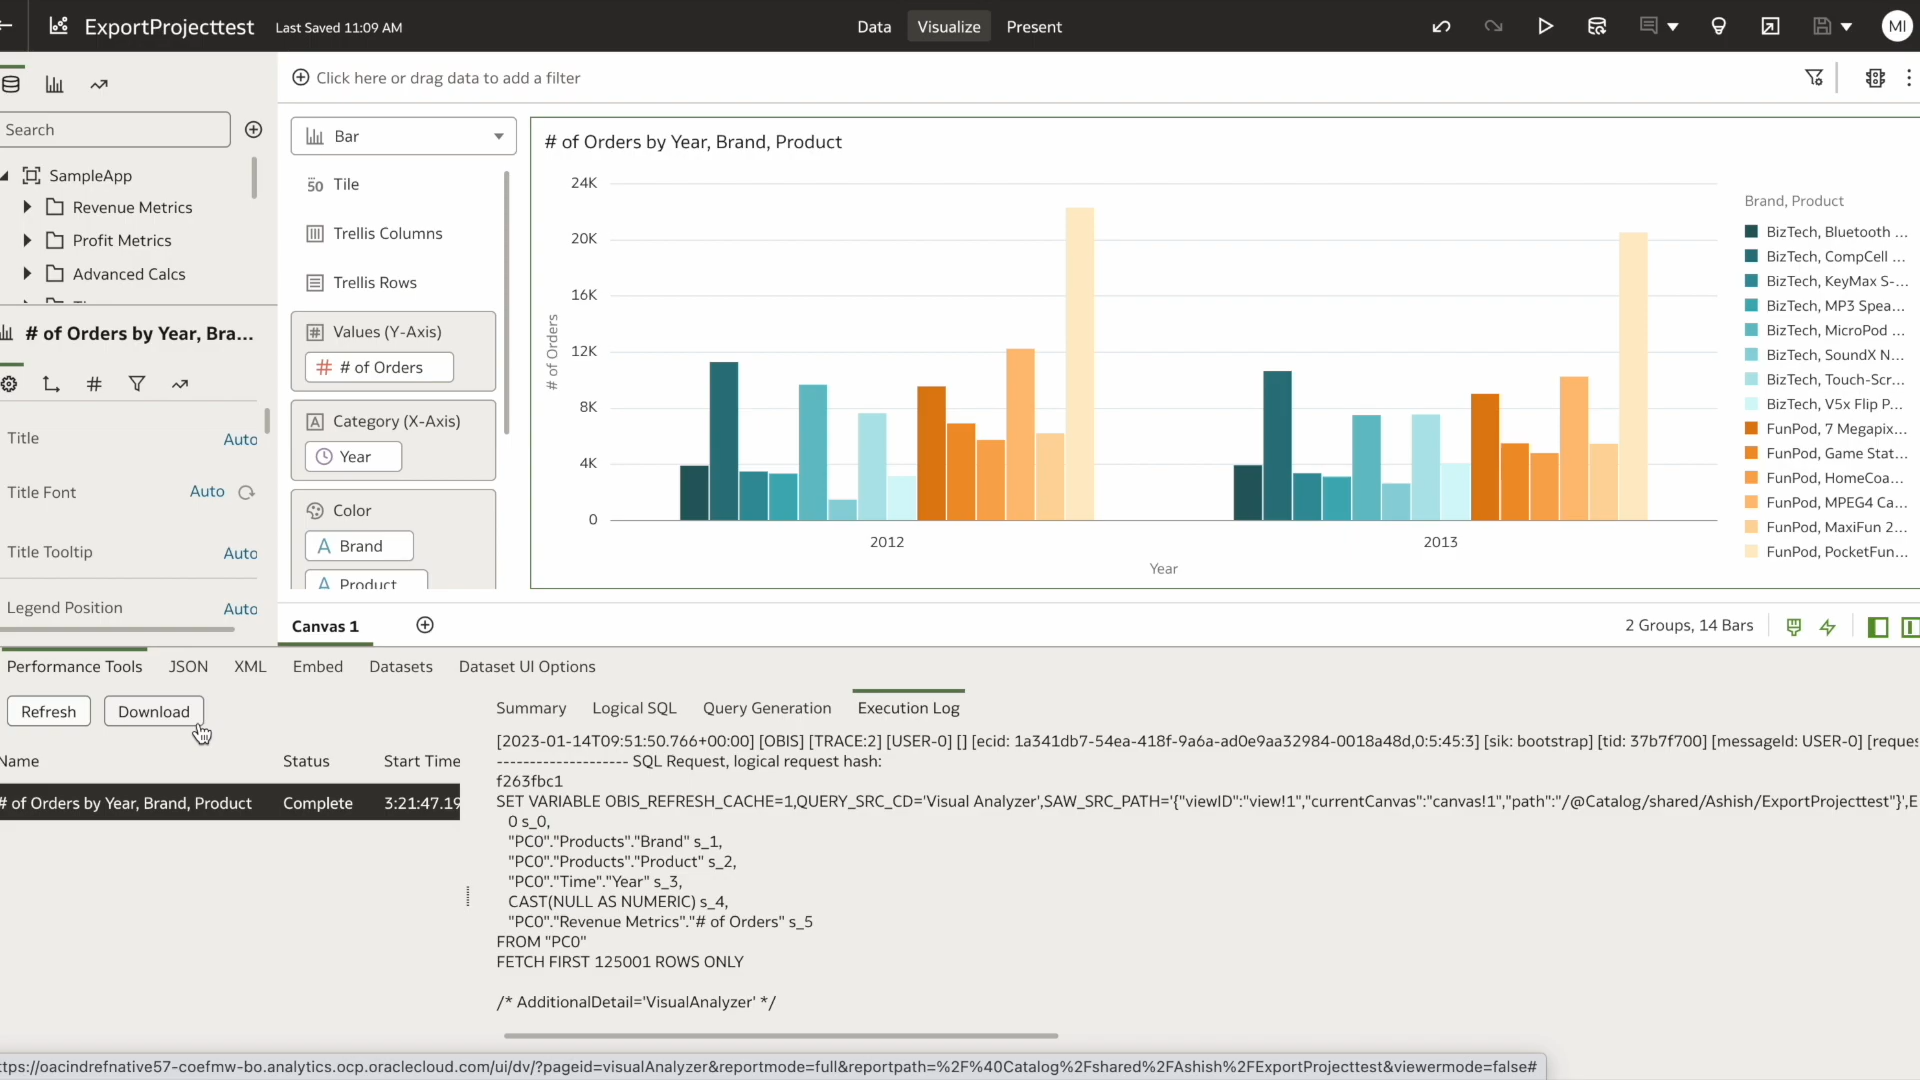 ExportProjecttest Last Saved 11:09 AM Data Visualize Present MI
Click here or drag data to add a filter
Search
SampleApp
Revenue Metrics
Profit Metrics
Advanced Calcs
# of Orders by Year, Bra...
Title Auto
Title Font Auto
Title Tooltip Auto
Legend Position Auto
Bar
50 Tile
Trellis Columns
Trellis Rows
Values (Y-Axis)
# of Orders
Category (X-Axis)
Year
Color
A Brand
A Product
# of Orders by Year, Brand, Product
24K
20K
16K
12K
8K
4K
0
# of Orders
2012 2013
Year
Brand, Product
BizTech, Bluetooth ...
BizTech, CompCell ...
BizTech, KeyMax S-...
BizTech, MP3 Spea...
BizTech, MicroPod ...
BizTech, SoundX N...
BizTech, Touch-Scr...
BizTech, V5x Flip P...
FunPod, 7 Megapix...
FunPod, Game Stat...
FunPod, HomeCoa...
FunPod, MPEG4 Ca...
FunPod, MaxiFun 2...
FunPod, PocketFun...
Canvas 1 2 Groups, 14 Bars
Performance Tools JSON XML Embed Datasets Dataset UI Options
Refresh Download
Name Status Start Time
# of Orders by Year, Brand, Product Complete 3:21:47.19
Summary Logical SQL Query Generation Execution Log
[2023-01-14T09:51:50.766+00:00] [OBIS] [TRACE:2] [USER-0] [] [ecid: 1a341db7-54ea-418f-9a6a-ad0e9aa32984-0018a48d,0:5:45:3] [sik: bootstrap] [tid: 37b7f700] [messageId: USER-0] [reques
-------------------- SQL Request, logical request hash:
f263fbc1
SET VARIABLE OBIS_REFRESH_CACHE=1,QUERY_SRC_CD='Visual Analyzer',SAW_SRC_PATH='{"viewID":"view!1","currentCanvas":"canvas!1","path":"/@Catalog/shared/Ashish/ExportProjecttest"}',E
0 s_0,
"PC0"."Products"."Brand" s_1,
"PC0"."Products"."Product" s_2,
"PC0"."Time"."Year" s_3,
CAST(NULL AS NUMERIC) s_4,
"PC0"."Revenue Metrics"."# of Orders" s_5
FROM "PC0"
FETCH FIRST 125001 ROWS ONLY
/* AdditionalDetail='VisualAnalyzer' */
ttps://oacindrefnative57-coefmw-bo.analytics.ocp.oraclecloud.com/ui/dv/?pageid=visualAnalyzer&reportmode=full&reportpath=%2F%40Catalog%2Fshared%2FAshish%2FExportProjecttest&viewermode=false#